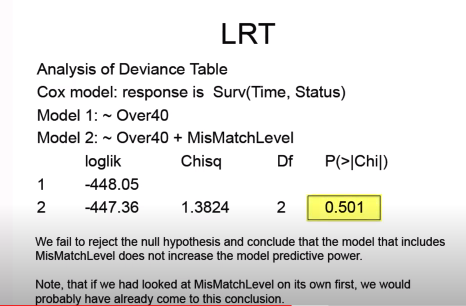 LRT
Analysis of Deviance Table
Cox model: response is Surv(Time, Status)
Model 1: ~ Over40
Model 2: ~ Over40 + MisMatchLevel
loglik Chisq Df P(>|Chi|)
1 -448.05
2 -447.36 1.3824 2 0.501
We fail to reject the null hypothesis and conclude that the model that includes
MisMatchLevel does not increase the model predictive power.
Note, that if we had looked at MisMatchLevel on its own first, we would
probably have already come to this conclusion.